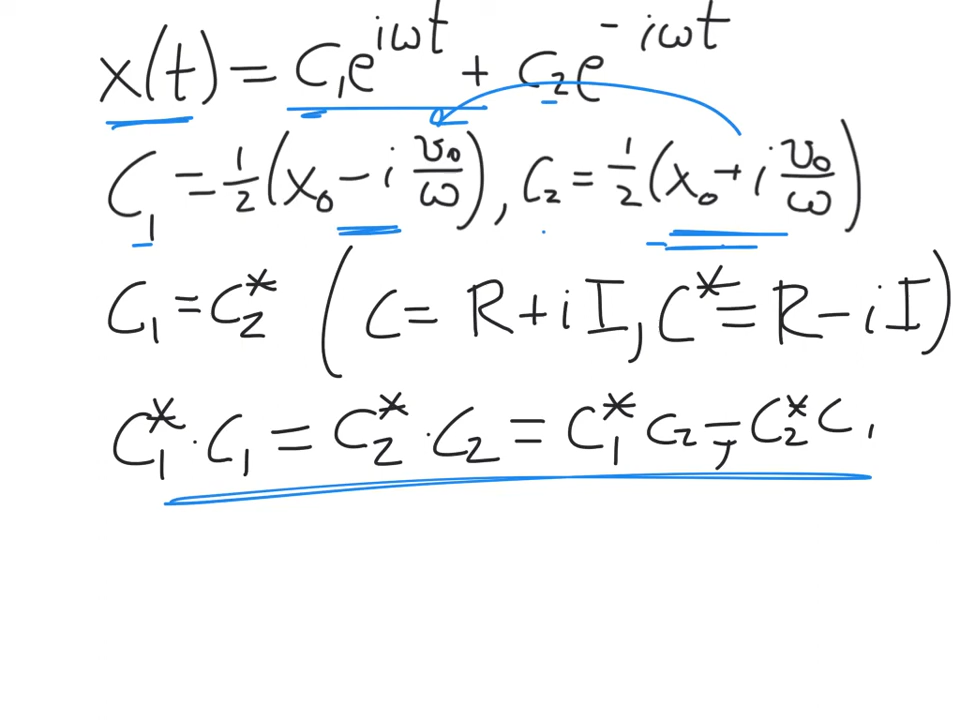 x(t) = C₁e^{iωt} + C₂e^{-iωt}
C₁ = ½(x₀ - i v₀/ω), C₂ = ½(x₀ + i v₀/ω)
C₁ = C₂* (C = R + iI, C* = R - iI)
C₁* · C₁ = C₂* · C₂ = C₁* C₂ = C₂* C₁